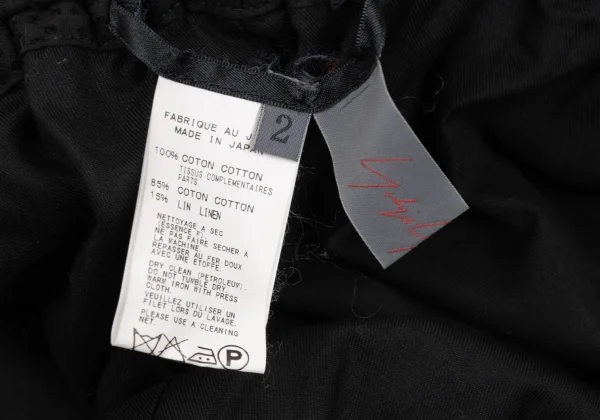 FABRIQUE AU J
MADE IN JAPAN
2
100% COTON COTTON
TISSUS COMPLEMENTAIRES
PARTS
85% COTON COTTON
15% LIN LINEN
NETTOYAGE A SEC
(ESSENCE P).
NE PAS FAIRE SECHER A
LA MACHINE.
REPASSER AU FER DOUX
AVEC UNE ETOFFE.
DRY CLEAN (PETROLEUM).
DO NOT TUMBLE DRY.
WARM IRON WITH PRESS
CLOTH.
VEUILLEZ UTILISER UN
FILET LORS DU LAVAGE.
PLEASE USE A CLEANING
NET.
P